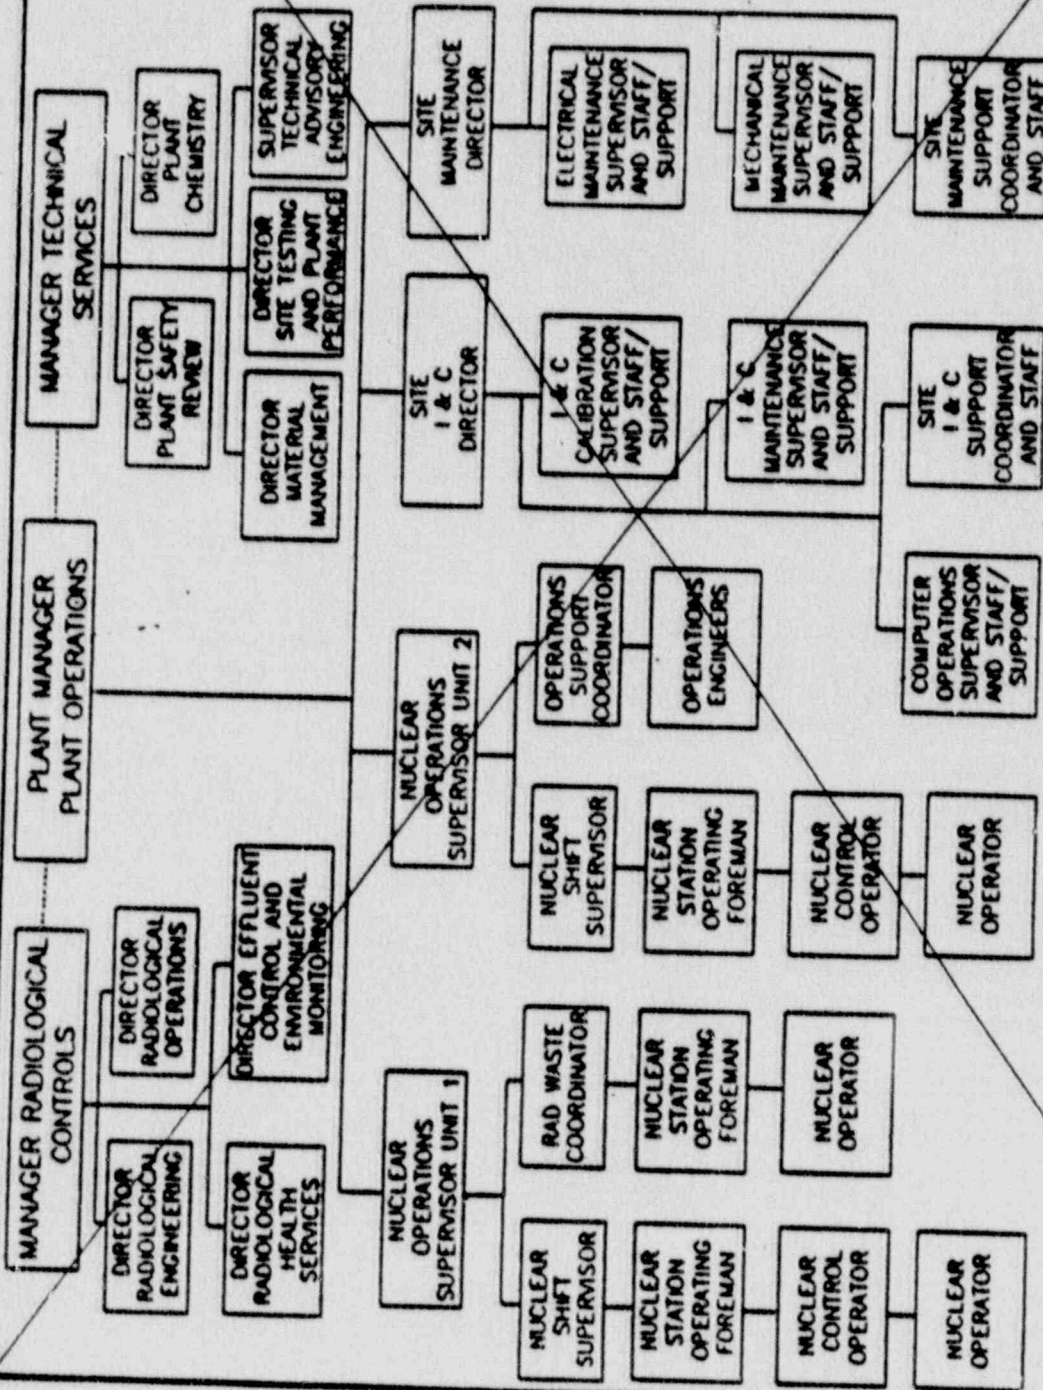 MANAGER RADIOLOGICAL
CONTROLS
PLANT MANAGER
PLANT OPERATIONS
MANAGER TECHNICAL
SERVICES
DIRECTOR
RADIOLOGICAL
ENGINEERING
DIRECTOR
RADIOLOGICAL
OPERATIONS
DIRECTOR
PLANT SAFETY
REVIEW
DIRECTOR
PLANT
CHEMISTRY
DIRECTOR
RADIOLOGICAL
HEALTH
SERVICES
DIRECTOR EFFLUENT
CONTROL AND
ENVIRONMENTAL
MONITORING
DIRECTOR
MATERIAL
MANAGEMENT
DIRECTOR
SITE TESTING
AND PLANT
PERFORMANCE
SUPERVISOR
TECHNICAL
ADVISORY
ENGINEERING
NUCLEAR
OPERATIONS
SUPERVISOR UNIT 1
NUCLEAR
OPERATIONS
SUPERVISOR UNIT 2
SITE
I & C
DIRECTOR
SITE
MAINTENANCE
DIRECTOR
NUCLEAR
SHIFT
SUPERVISOR
RAD WASTE
COORDINATOR
NUCLEAR
SHIFT
SUPERVISOR
OPERATIONS
SUPPORT
COORDINATOR
I & C
CALIBRATION
SUPERVISOR
AND STAFF/
SUPPORT
ELECTRICAL
MAINTENANCE
SUPERVISOR
AND STAFF/
SUPPORT
NUCLEAR
STATION
OPERATING
FOREMAN
NUCLEAR
STATION
OPERATING
FOREMAN
NUCLEAR
STATION
OPERATING
FOREMAN
OPERATIONS
ENGINEERS
I & C
MAINTENANCE
SUPERVISOR
AND STAFF/
SUPPORT
MECHANICAL
MAINTENANCE
SUPERVISOR
AND STAFF/
SUPPORT
NUCLEAR
CONTROL
OPERATOR
NUCLEAR
OPERATOR
NUCLEAR
CONTROL
OPERATOR
COMPUTER
OPERATIONS
SUPERVISOR
AND STAFF/
SUPPORT
SITE
I & C
SUPPORT
COORDINATOR
AND STAFF
SITE
MAINTENANCE
SUPPORT
COORDINATOR
AND STAFF
NUCLEAR
OPERATOR
NUCLEAR
OPERATOR